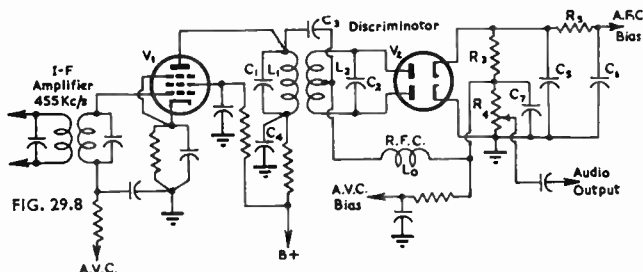 I-F
Amplifier
455Kc/s
V1
C3
Discriminator
V2
C1
L1
L2
C2
C4
R.F.C.
L0
R3
R4
C7
C5
R5
C6
A.F.C.
Bias
Audio
Output
A.V.C.
Bias
FIG. 29.8
A.V.C.
B+